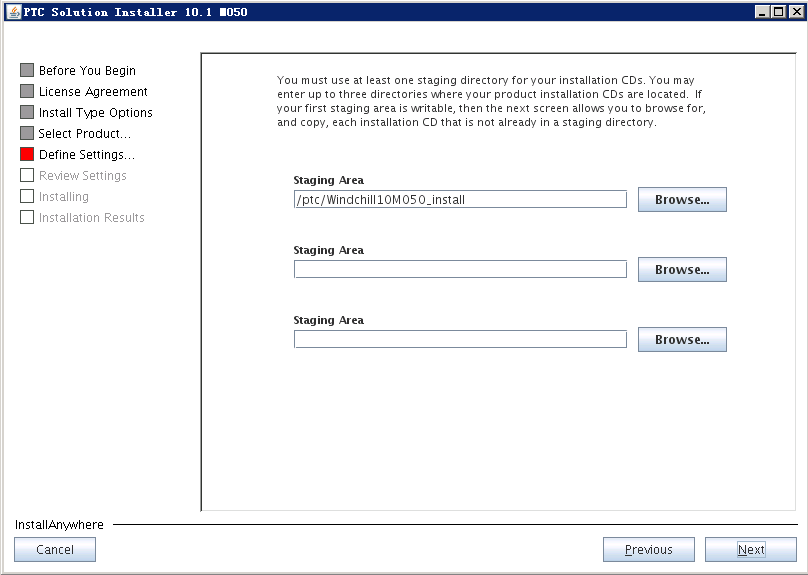 PTC Solution Installer 10.1 M050
Before You Begin
License Agreement
Install Type Options
Select Product...
Define Settings...
Review Settings
Installing
Installation Results
You must use at least one staging directory for your installation CDs. You may
enter up to three directories where your product installation CDs are located. If
your first staging area is writable, then the next screen allows you to browse for,
and copy, each installation CD that is not already in a staging directory.
Staging Area
/ptc/Windchill10M050_install
Browse...
Staging Area
Browse...
Staging Area
Browse...
InstallAnywhere
Cancel
Previous
Next